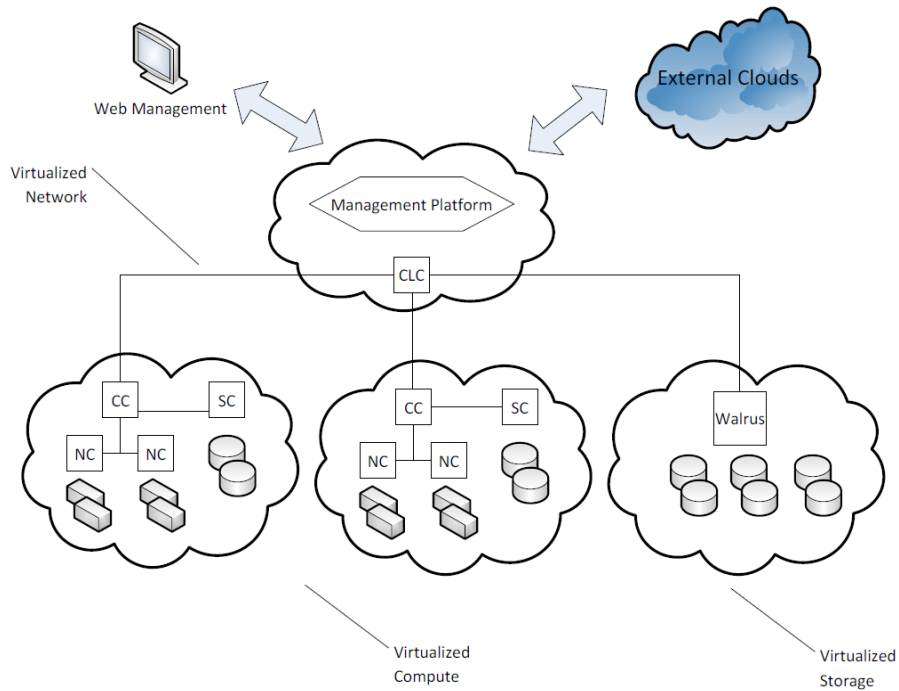 External Clouds
Web Management
Virtualized
Network
Management Platform
CLC
CC
SC
CC
SC
Walrus
NC
NC
NC
NC
Virtualized
Compute
Virtualized
Storage